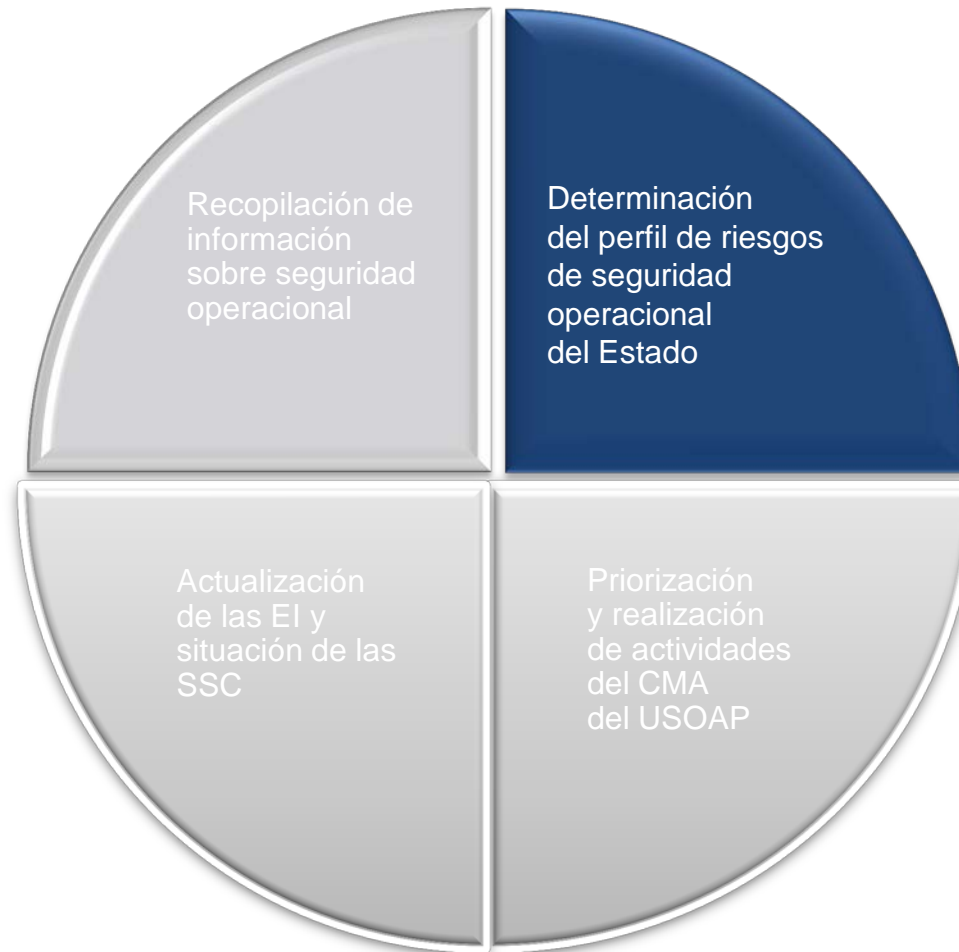 Recopilación de
información
sobre seguridad
operacional
Determinación
del perfil de riesgos
de seguridad
operacional
del Estado
Actualización
de las EI y
situación de las
SSC
Priorización
y realización
de actividades
del CMA
del USOAP